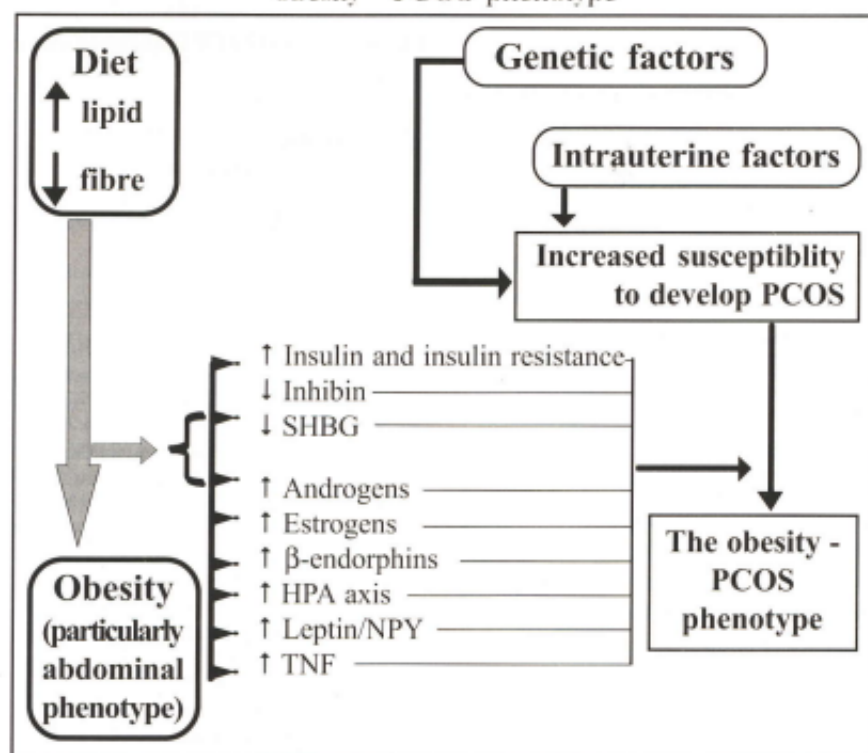 phenotype
Diet
↑ lipid
↓ fibre
Genetic factors
Intrauterine factors
Increased susceptiblity
to develop PCOS
↑ Insulin and insulin resistance
↓ Inhibin
↓ SHBG
↑ Androgens
↑ Estrogens
↑ β-endorphins
↑ HPA axis
↑ Leptin/NPY
↑ TNF
Obesity
(particularly
abdominal
phenotype)
The obesity -
PCOS
phenotype